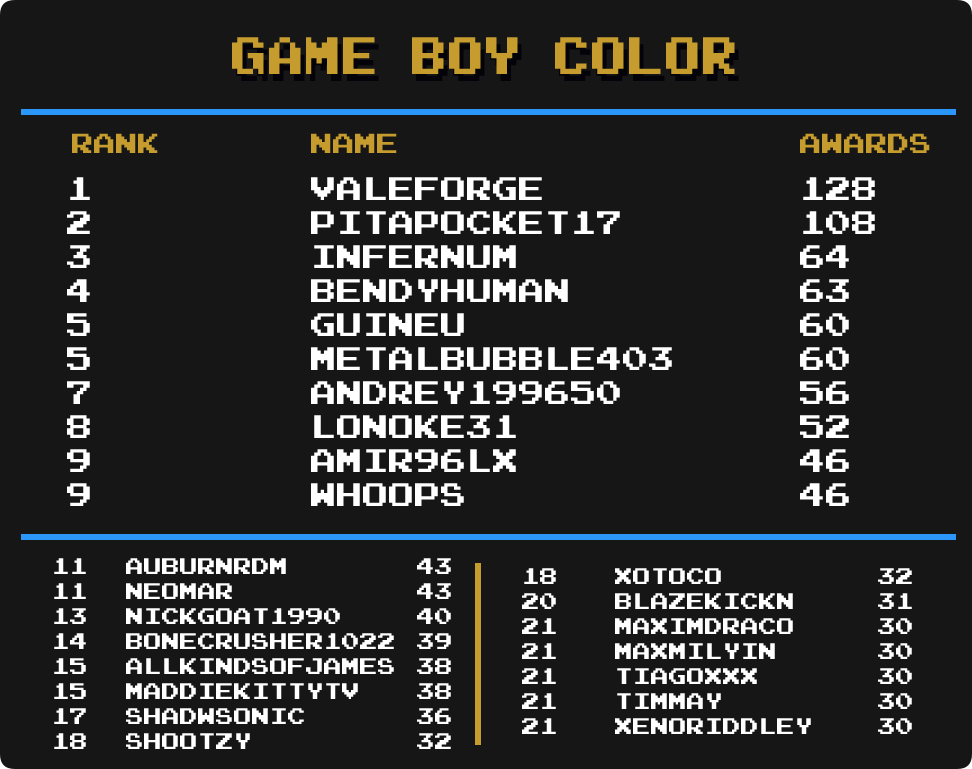 GAME BOY COLOR
RANK NAME AWARDS
1 VALEFORGE 128
2 PITAPOCKET17 108
3 INFERNUM 64
4 BENDYHUMAN 63
5 GUINEU 60
5 METALBUBBLE403 60
7 ANDREY199650 56
8 LONOKE31 52
9 AMIR96LX 46
9 WHOOPS 46
11 AUBURNRDM 43
11 NEOMAR 43
13 NICKGOAT1990 40
14 BONECRUSHER1022 39
15 ALLKINDSOFJAMES 38
15 MADDIEKITTYTV 38
17 SHADWSONIC 36
18 SHOOTZY 32
18 XOTOCO 32
20 BLAZEKICKN 31
21 MAXIMDRACO 30
21 MAXMILYIN 30
21 TIAGOXXX 30
21 TIMMAY 30
21 XENORIDDLEY 30